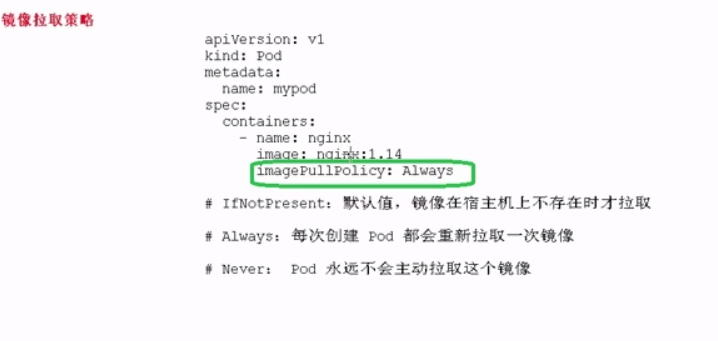 镜像拉取策略
apiVersion: v1
kind: Pod
metadata:
  name: mypod
spec:
  containers:
    - name: nginx
      image: nginx:1.14
      imagePullPolicy: Always
# IfNotPresent: 默认值，镜像在宿主机上不存在时才拉取
# Always: 每次创建 Pod 都会重新拉取一次镜像
# Never: Pod 永远不会主动拉取这个镜像